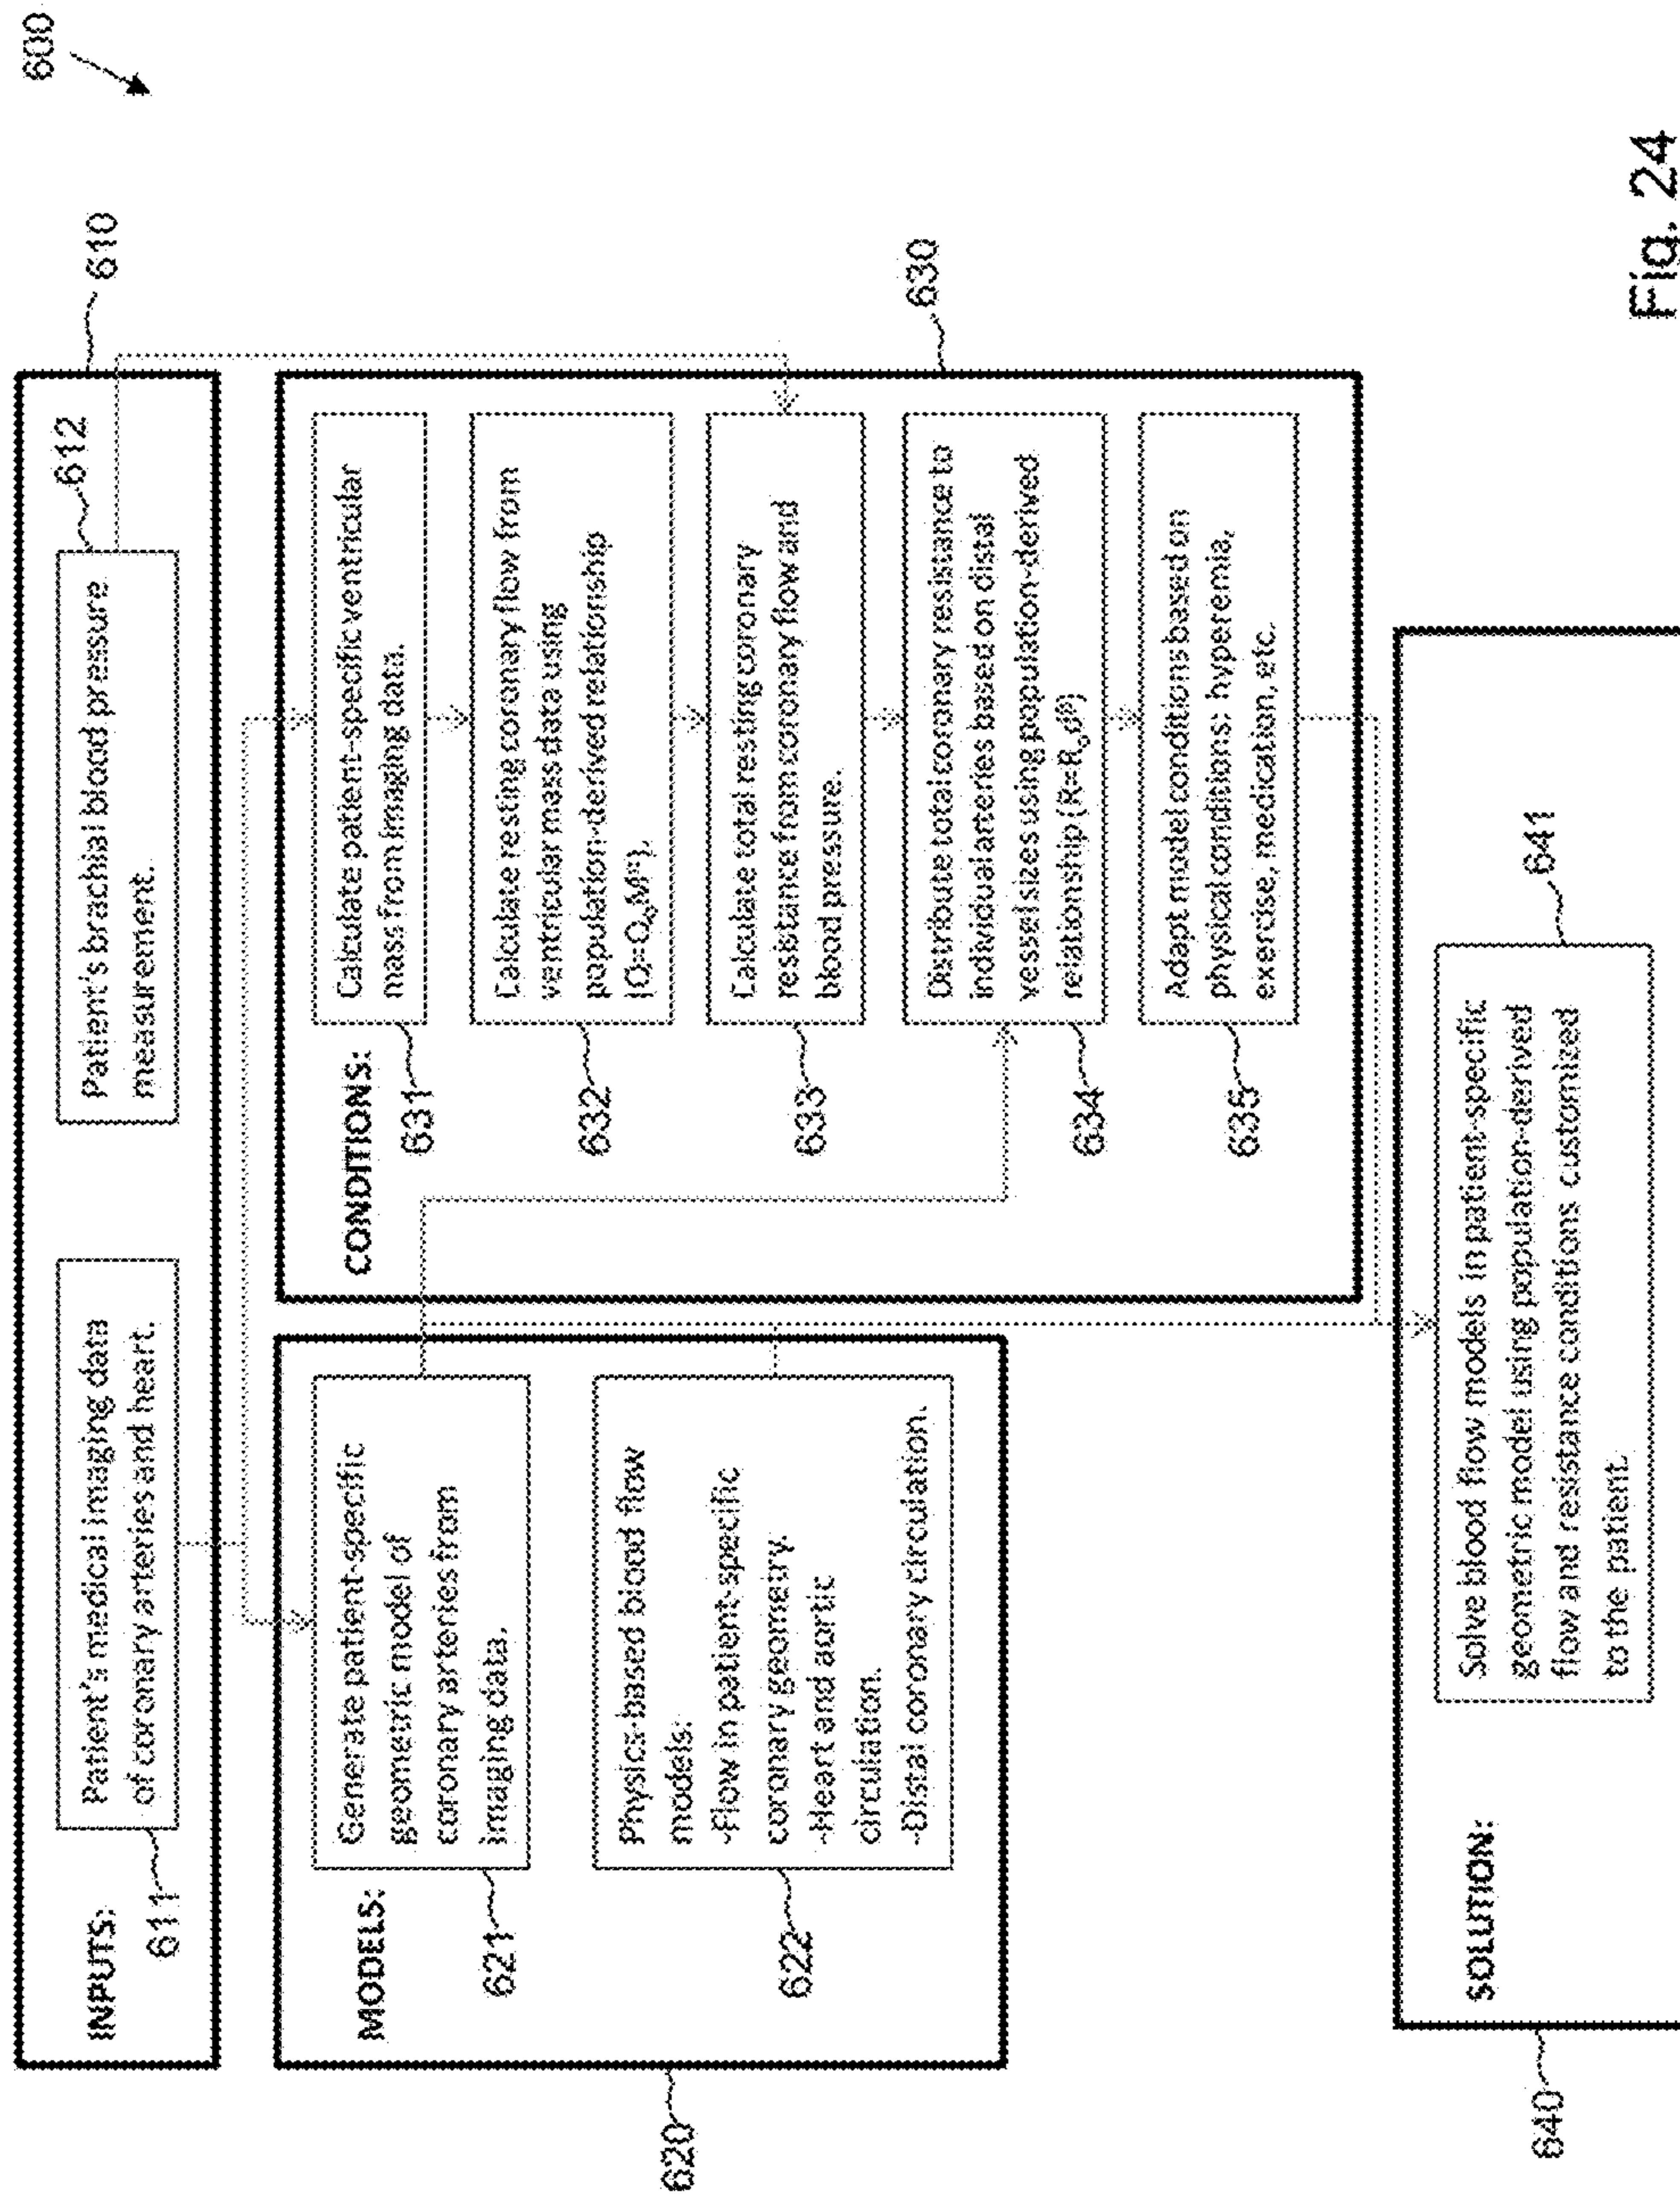 600
INPUTS:
610
611
Patient's medical imaging data
of coronary arteries and heart.
612
Patient's brachial blood pressure
measurement.
620
MODELS:
621
Generate patient-specific
geometric model of
coronary arteries from
imaging data.
622
Physics-based blood flow
models:
-Flow in patient-specific
coronary geometry.
-Heart and aortic
circulation.
-Distal coronary circulation.
630
CONDITIONS:
631
Calculate patient-specific ventricular
mass from imaging data.
632
Calculate resting coronary flow from
ventricular mass data using
population-derived relationship
(Q=Q₀Mᵅ).
633
Calculate total resting coronary
resistance from coronary flow and
blood pressure.
634
Distribute total coronary resistance to
individual arteries based on distal
vessel sizes using population-derived
relationship (R=R₀dᵝ)
635
Adapt model conditions based on
physical conditions: hyperemia,
exercise, medication, etc.
640
SOLUTION:
641
Solve blood flow models in patient-specific
geometric model using population-derived
flow and resistance conditions customized
to the patient.
Fig. 24